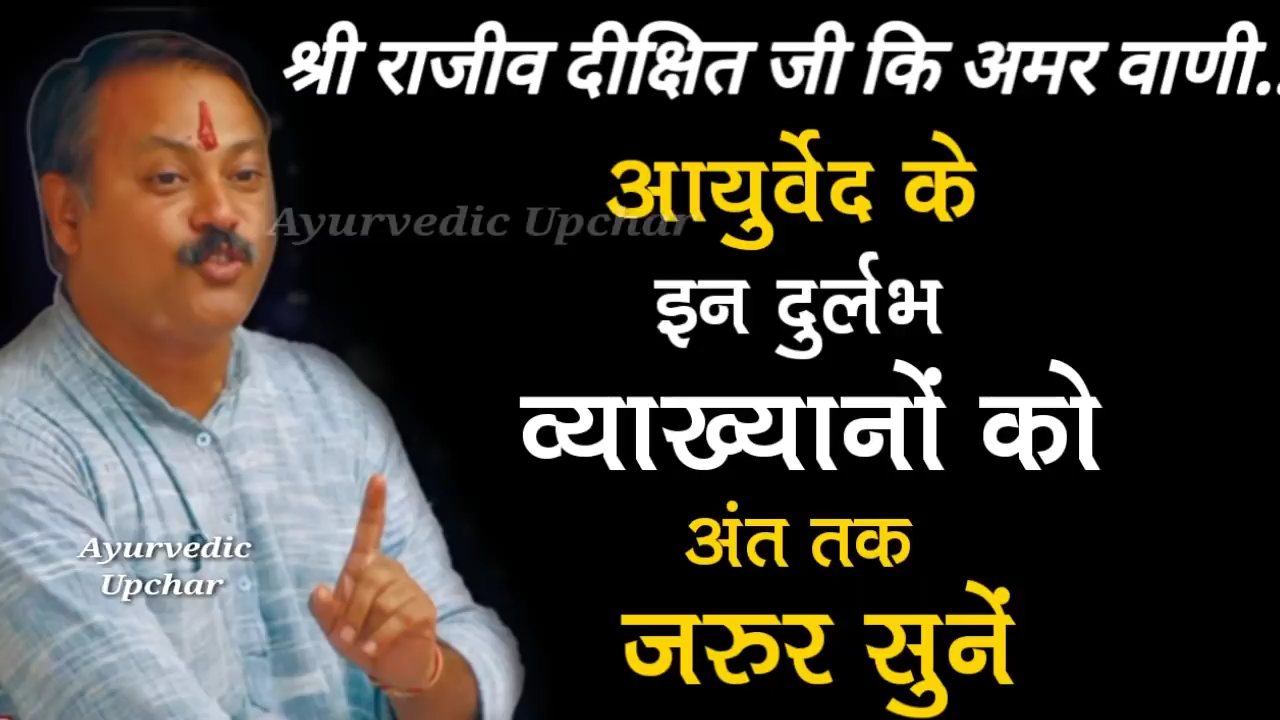 श्री राजीव दीक्षित जी कि अमर वाणी..
आयुर्वेद के
Ayurvedic Upchar
इन दुर्लभ
व्याख्यानों को
अंत तक
जरुर सुनें
Ayurvedic
Upchar